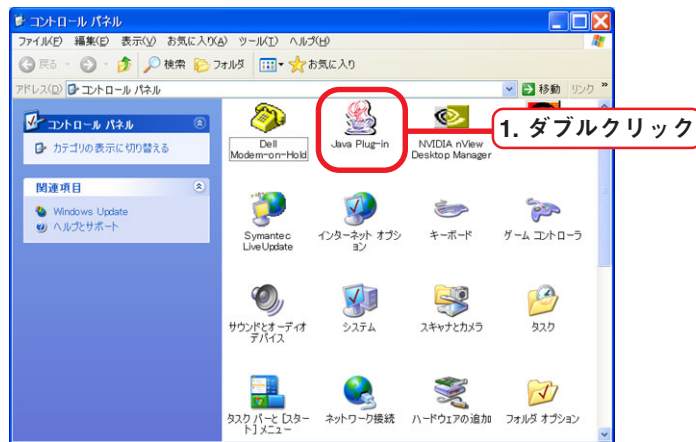 コントロール パネル
ファイル(F) 編集(E) 表示(V) お気に入り(A) ツール(T) ヘルプ(H)
戻る 検索 フォルダ お気に入り
アドレス(D) コントロール パネル 移動 リンク »
コントロール パネル
カテゴリの表示に切り替える
関連項目
Windows Update
ヘルプとサポート
Dell
Modem-on-Hold
Java Plug-in
NVIDIA nView
Desktop Manager
1. ダブルクリック
Symantec
LiveUpdate
インターネット オプシ
ョン
キーボード
ゲーム コントローラ
サウンドとオーディオ
デバイス
システム
スキャナとカメラ
タスク
タスク バーと [スター
ト] メニュー
ネットワーク接続
ハードウェアの追加
フォルダ オプション